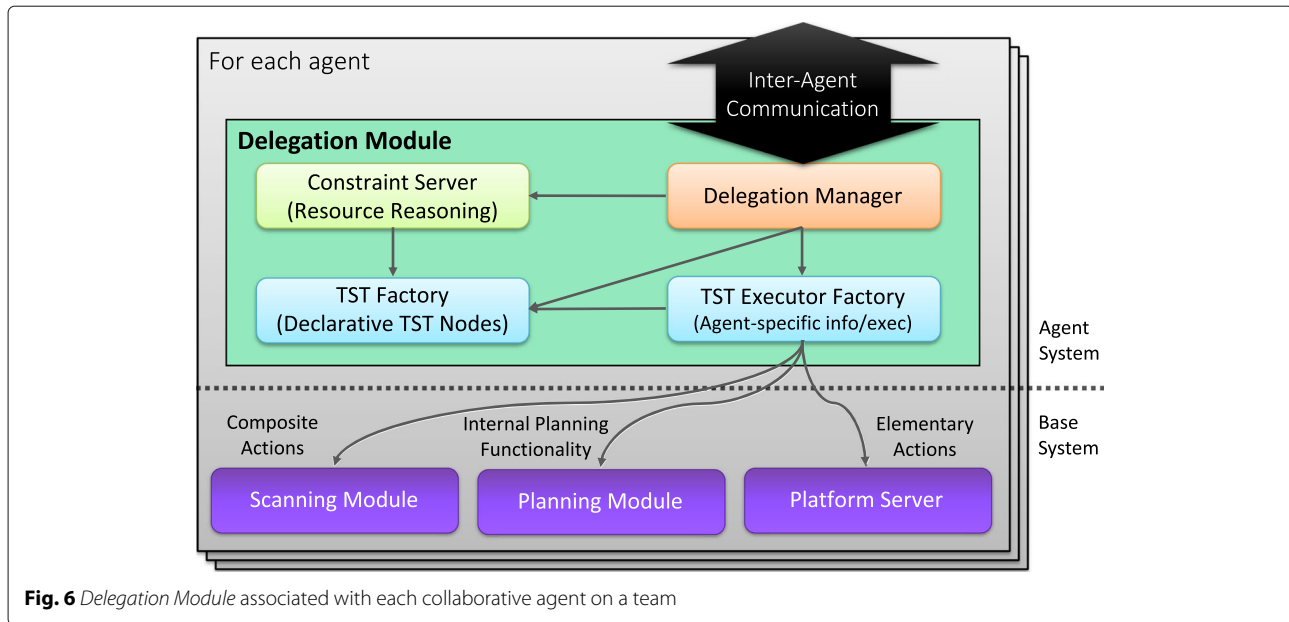 For each agent
Inter-Agent
Communication
Delegation Module
Constraint Server
(Resource Reasoning)
Delegation Manager
TST Factory
(Declarative TST Nodes)
TST Executor Factory
(Agent-specific info/exec)
Agent
System
Base
System
Composite
Actions
Internal Planning
Functionality
Elementary
Actions
Scanning Module
Planning Module
Platform Server
Fig. 6 Delegation Module associated with each collaborative agent on a team